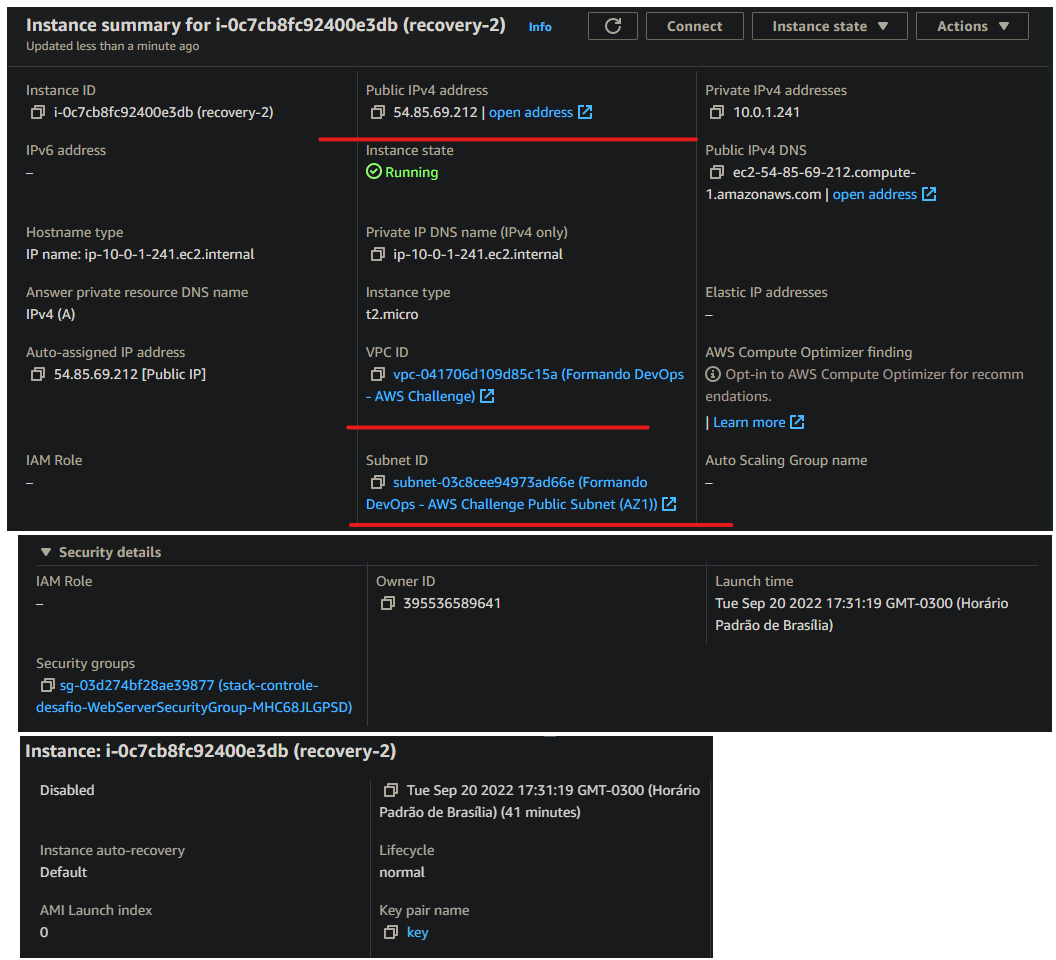 Instance summary for i-0c7cb8fc92400e3db (recovery-2) Info Connect Instance state Actions
Updated less than a minute ago
Instance ID
i-0c7cb8fc92400e3db (recovery-2)
Public IPv4 address
54.85.69.212 | open address
Private IPv4 addresses
10.0.1.241
IPv6 address
–
Instance state
Running
Public IPv4 DNS
ec2-54-85-69-212.compute-
1.amazonaws.com | open address
Hostname type
IP name: ip-10-0-1-241.ec2.internal
Private IP DNS name (IPv4 only)
ip-10-0-1-241.ec2.internal
Answer private resource DNS name
IPv4 (A)
Instance type
t2.micro
Elastic IP addresses
–
Auto-assigned IP address
54.85.69.212 [Public IP]
VPC ID
vpc-041706d109d85c15a (Formando DevOps
- AWS Challenge)
AWS Compute Optimizer finding
Opt-in to AWS Compute Optimizer for recomm
endations.
| Learn more
IAM Role
–
Subnet ID
subnet-03c8cee94973ad66e (Formando
DevOps - AWS Challenge Public Subnet (AZ1))
Auto Scaling Group name
–
Security details
IAM Role
–
Owner ID
395536589641
Launch time
Tue Sep 20 2022 17:31:19 GMT-0300 (Horário
Padrão de Brasília)
Security groups
sg-03d274bf28ae39877 (stack-controle-
desafio-WebServerSecurityGroup-MHC68JLGPSD)
Instance: i-0c7cb8fc92400e3db (recovery-2)
Disabled
Tue Sep 20 2022 17:31:19 GMT-0300 (Horário
Padrão de Brasília) (41 minutes)
Instance auto-recovery
Default
Lifecycle
normal
AMI Launch index
0
Key pair name
key